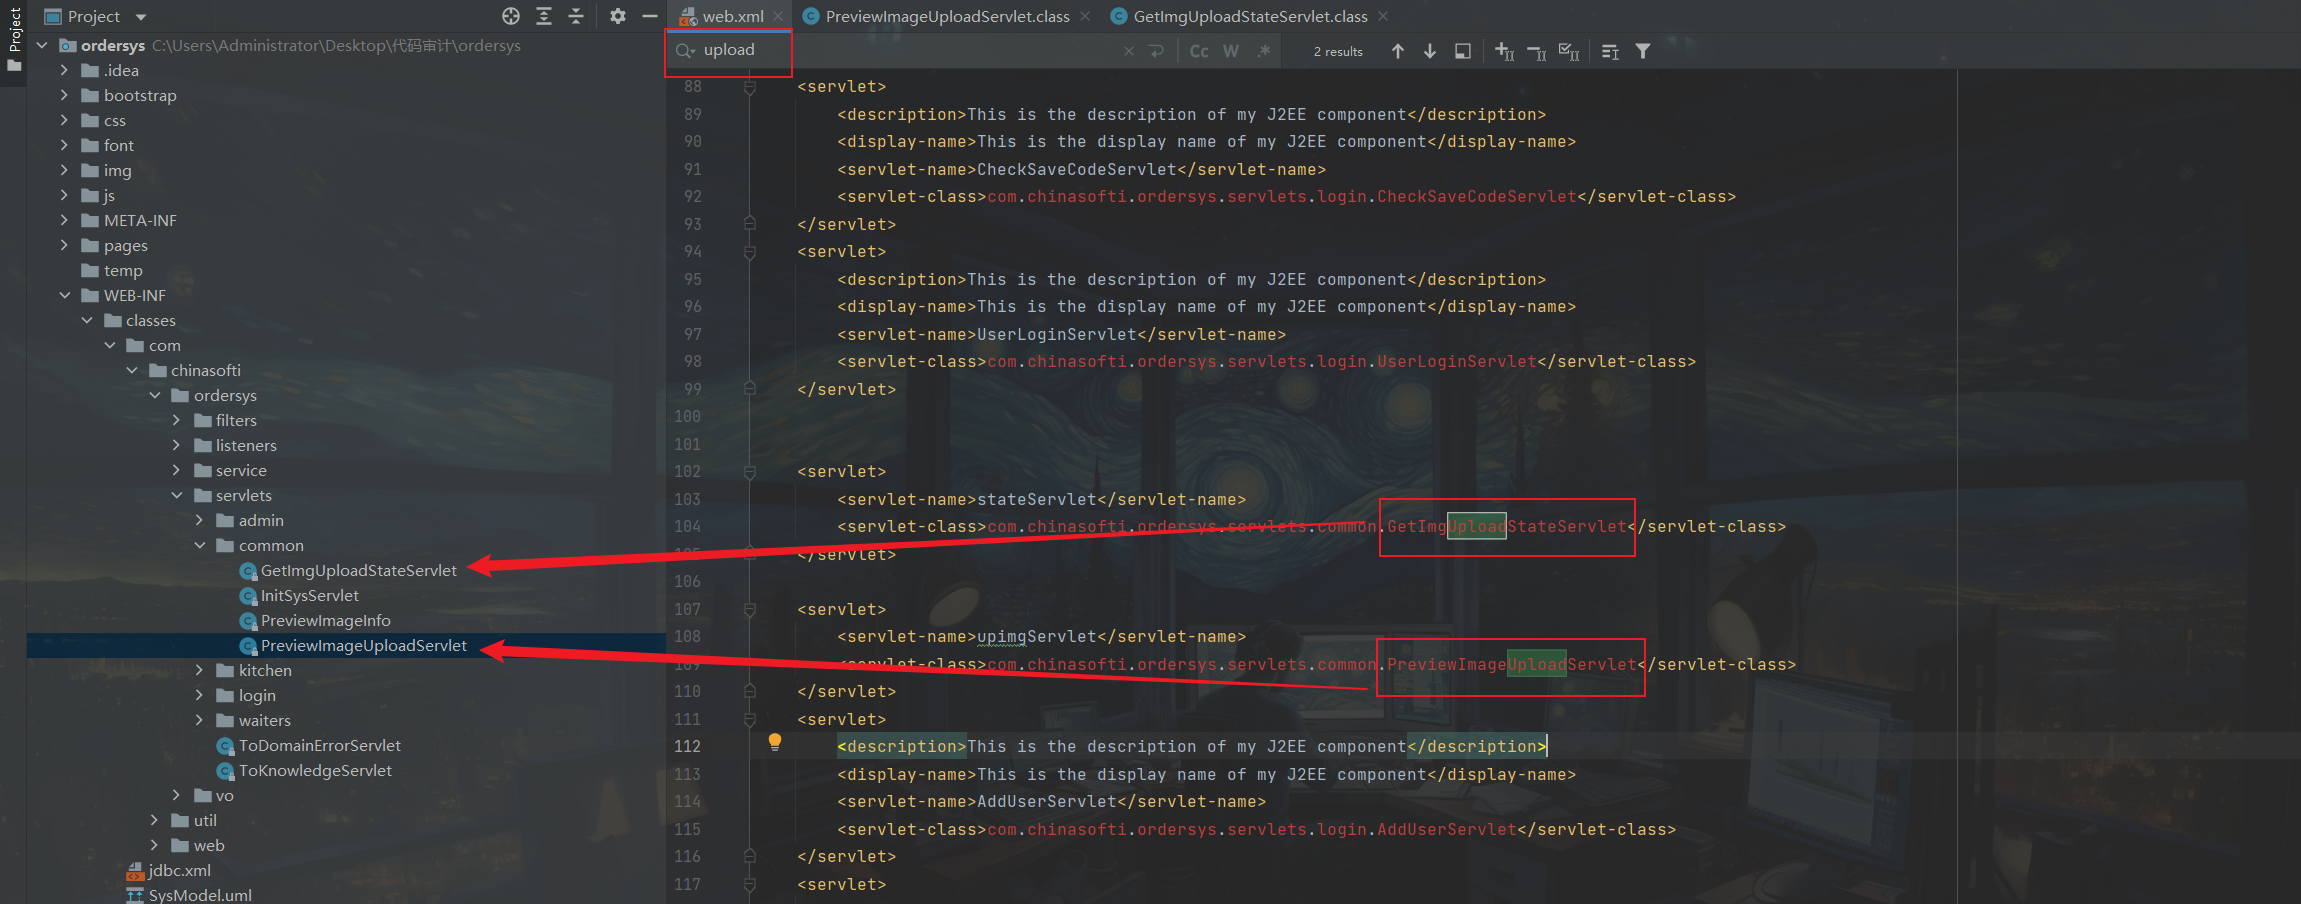 Project
Project
web.xml
PreviewImageUploadServlet.class
GetImgUploadStateServlet.class
ordersys C:\Users\Administrator\Desktop\代码审计\ordersys
.idea
bootstrap
css
font
img
js
META-INF
pages
temp
WEB-INF
classes
com
chinasofti
ordersys
filters
listeners
service
servlets
admin
common
GetImgUploadStateServlet
InitSysServlet
PreviewImageInfo
PreviewImageUploadServlet
kitchen
login
waiters
ToDomainErrorServlet
ToKnowledgeServlet
vo
util
web
jdbc.xml
SysModel.uml
upload
Cc W .*
2 results
88 <servlet>
89 <description>This is the description of my J2EE component</description>
90 <display-name>This is the display name of my J2EE component</display-name>
91 <servlet-name>CheckSaveCodeServlet</servlet-name>
92 <servlet-class>com.chinasofti.ordersys.servlets.login.CheckSaveCodeServlet</servlet-class>
93 </servlet>
94 <servlet>
95 <description>This is the description of my J2EE component</description>
96 <display-name>This is the display name of my J2EE component</display-name>
97 <servlet-name>UserLoginServlet</servlet-name>
98 <servlet-class>com.chinasofti.ordersys.servlets.login.UserLoginServlet</servlet-class>
99 </servlet>
100
101
102 <servlet>
103 <servlet-name>stateServlet</servlet-name>
104 <servlet-class>com.chinasofti.ordersys.servlets.common.GetImgUploadStateServlet</servlet-class>
105 </servlet>
106
107 <servlet>
108 <servlet-name>upimgServlet</servlet-name>
109 <servlet-class>com.chinasofti.ordersys.servlets.common.PreviewImageUploadServlet</servlet-class>
110 </servlet>
111 <servlet>
112 <description>This is the description of my J2EE component</description>
113 <display-name>This is the display name of my J2EE component</display-name>
114 <servlet-name>AddUserServlet</servlet-name>
115 <servlet-class>com.chinasofti.ordersys.servlets.login.AddUserServlet</servlet-class>
116 </servlet>
117 <servlet>